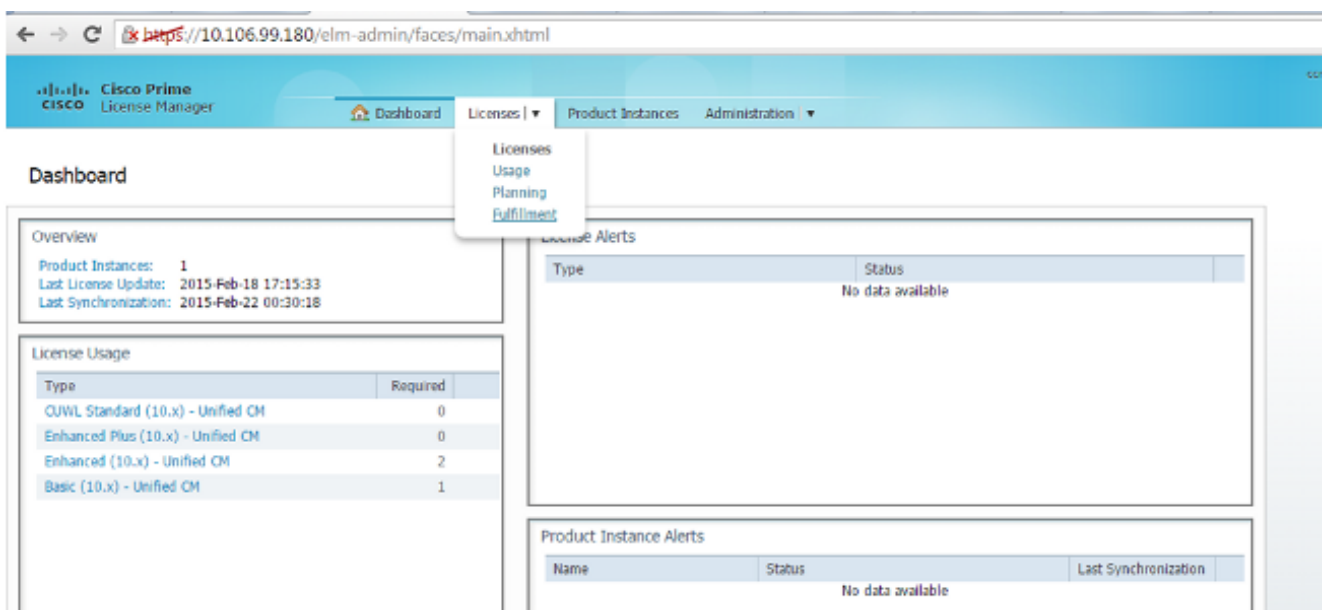 https://10.106.99.180/elm-admin/faces/main.xhtml
Cisco Prime
CISCO License Manager
Dashboard Licenses ▼ Product Instances Administration ▼
Licenses
Usage
Planning
Fulfillment
Dashboard
Overview
Product Instances: 1
Last License Update: 2015-Feb-18 17:15:33
Last Synchronization: 2015-Feb-22 00:30:18
License Usage
Type Required
CUWL Standard (10.x) - Unified CM 0
Enhanced Plus (10.x) - Unified CM 0
Enhanced (10.x) - Unified CM 2
Basic (10.x) - Unified CM 1
License Alerts
Type Status
No data available
Product Instance Alerts
Name Status Last Synchronization
No data available